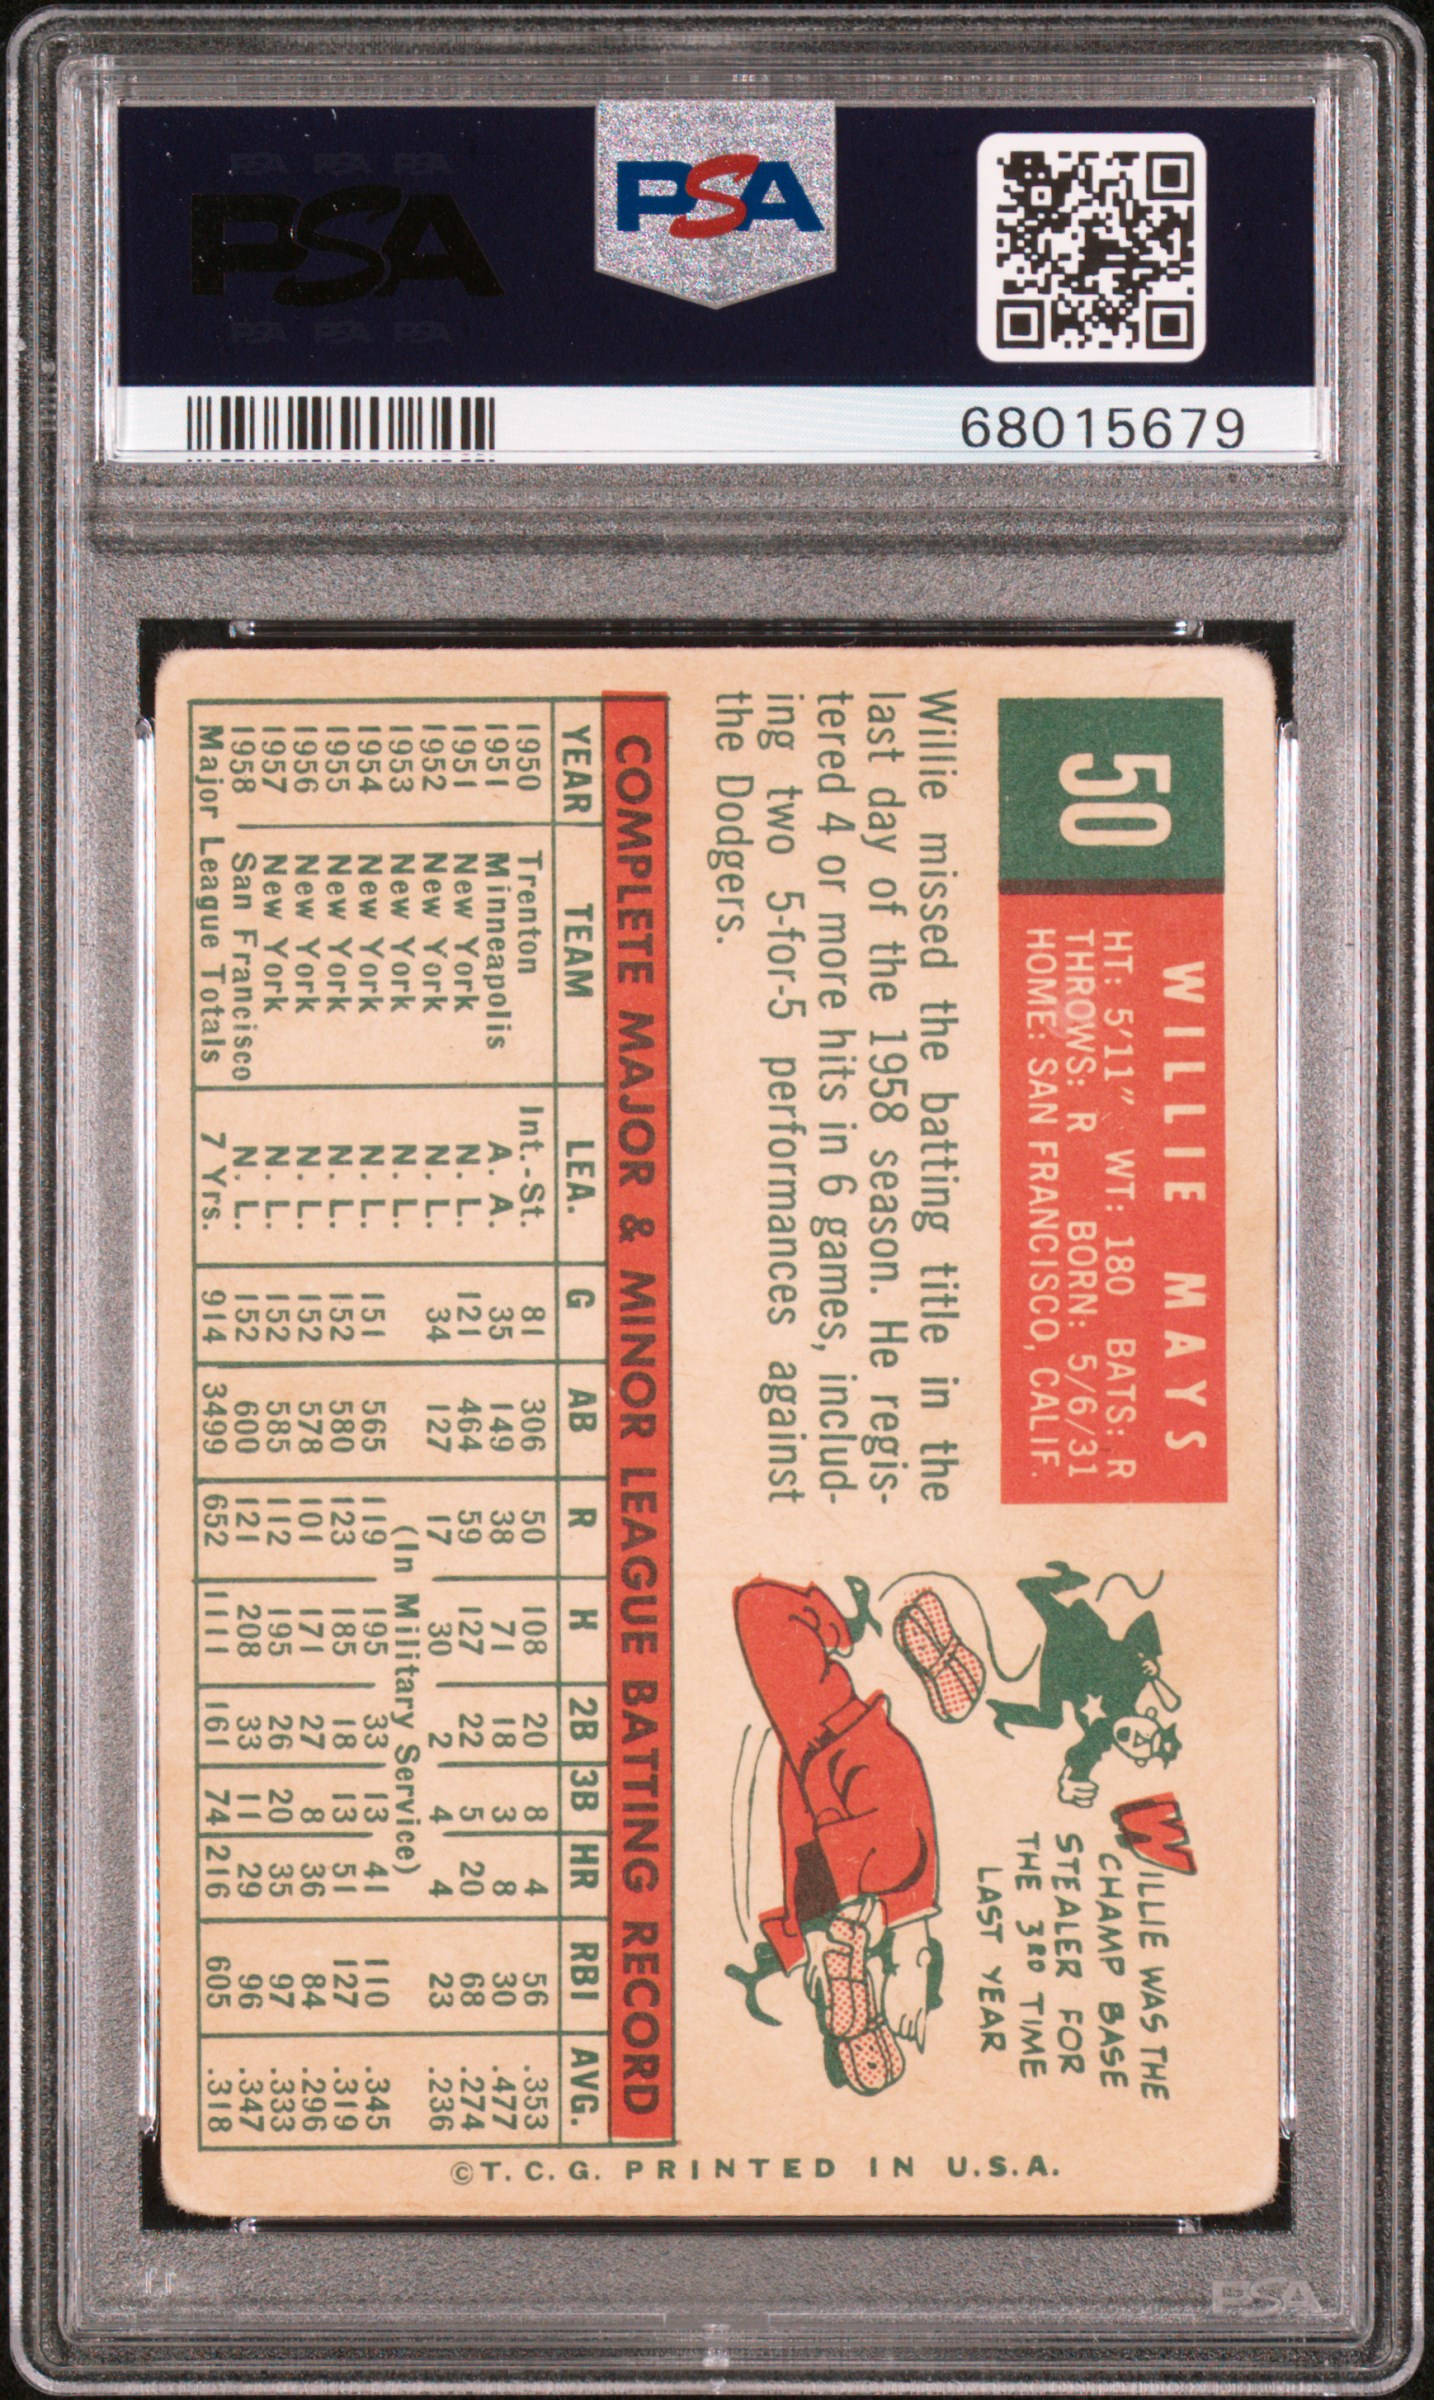 PSA PSA PSA
PSA
PSA PSA PSA
PSA
68015679
50
WILLIE MAYS
HT: 5'11" WT: 180 BATS: R
THROWS: R BORN: 5/6/31
HOME: SAN FRANCISCO, CALIF.
Willie missed the batting title in the
last day of the 1958 season. He regis-
tered 4 or more hits in 6 games, includ-
ing two 5-for-5 performances against
the Dodgers.
WILLIE WAS THE
CHAMP BASE
STEALER FOR
THE 3RD TIME
LAST YEAR
COMPLETE MAJOR & MINOR LEAGUE BATTING RECORD
YEAR TEAM LEA. G AB R H 2B 3B HR RBI AVG.
1950 Trenton Int.-St. 81 306 50 108 20 8 4 56 .353
1951 Minneapolis A. A. 35 149 38 71 18 3 8 30 .477
1951 New York N. L. 121 464 59 127 22 5 20 68 .274
1952 New York N. L. 34 127 17 30 2 4 4 23 .236
1953 New York N. L. (In Military Service)
1954 New York N. L. 151 565 119 195 33 13 41 110 .345
1955 New York N. L. 152 580 123 185 18 13 51 127 .319
1956 New York N. L. 152 578 101 171 27 8 36 84 .296
1957 New York N. L. 152 585 112 195 26 20 35 97 .333
1958 San Francisco N. L. 152 600 121 208 33 11 29 96 .347
Major League Totals 7 Yrs. 914 3499 652 1111 161 74 216 605 .318
©T. C. G. PRINTED IN U.S.A.
PSA